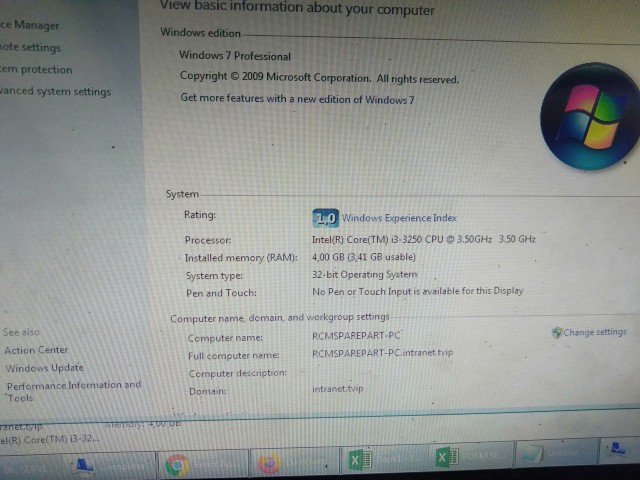 View basic information about your computer
ce Manager
Windows edition
ote settings
Windows 7 Professional
em protection
Copyright © 2009 Microsoft Corporation. All rights reserved.
vanced system settings
Get more features with a new edition of Windows 7
System
Rating:
1,0 Windows Experience Index
Processor:
Intel(R) Core(TM) i3-3250 CPU @ 3.50GHz 3.50 GHz
Installed memory (RAM):
4,00 GB (3,41 GB usable)
System type:
32-bit Operating System
Pen and Touch:
No Pen or Touch Input is available for this Display
Computer name, domain, and workgroup settings
See also
Computer name:
RCMSPAREPART-PC
Change settings
Action Center
Full computer name:
RCMSPAREPART-PC.intranet.tvip
Windows Update
Computer description:
Performance Information and
Tools
Domain:
intranet.tvip
ranet.tvip
Memory: 4,00 GB
el(R) Core(TM) i3-32...